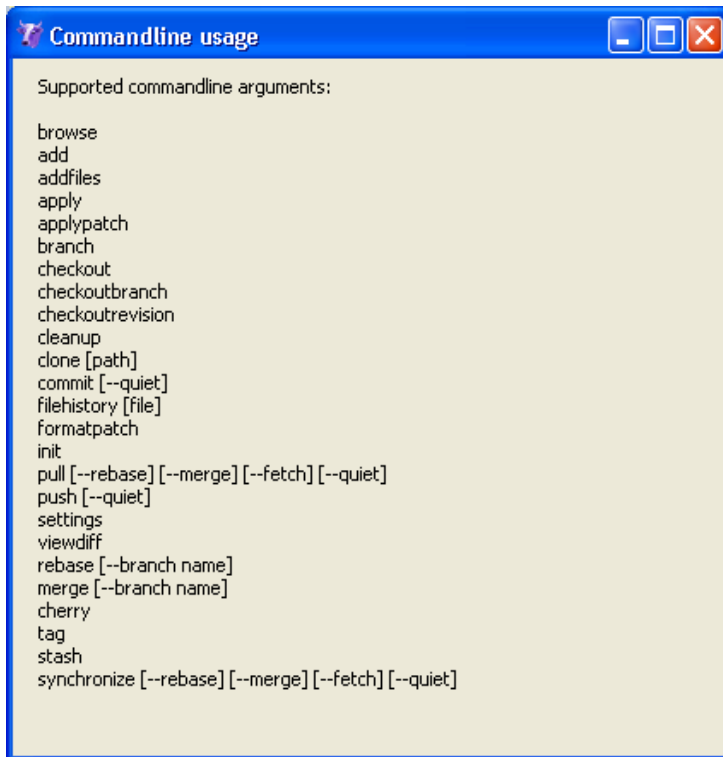 Commandline usage
Supported commandline arguments:
browse
add
addfiles
apply
applypatch
branch
checkout
checkoutbranch
checkoutrevision
cleanup
clone [path]
commit [--quiet]
filehistory [file]
formatpatch
init
pull [--rebase] [--merge] [--fetch] [--quiet]
push [--quiet]
settings
viewdiff
rebase [--branch name]
merge [--branch name]
cherry
tag
stash
synchronize [--rebase] [--merge] [--fetch] [--quiet]